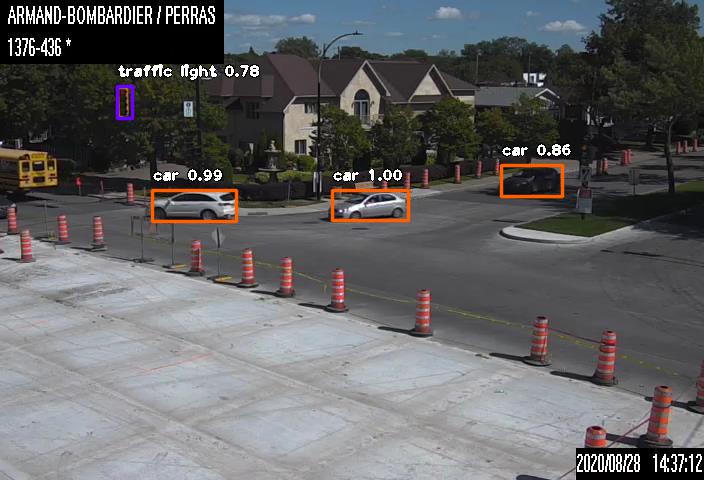 ARMAND-BOMBARDIER / PERRAS
1376-436 *
traffic light 0.78
car 0.99
car 1.00
car 0.86
2020/08/28 14:37:12